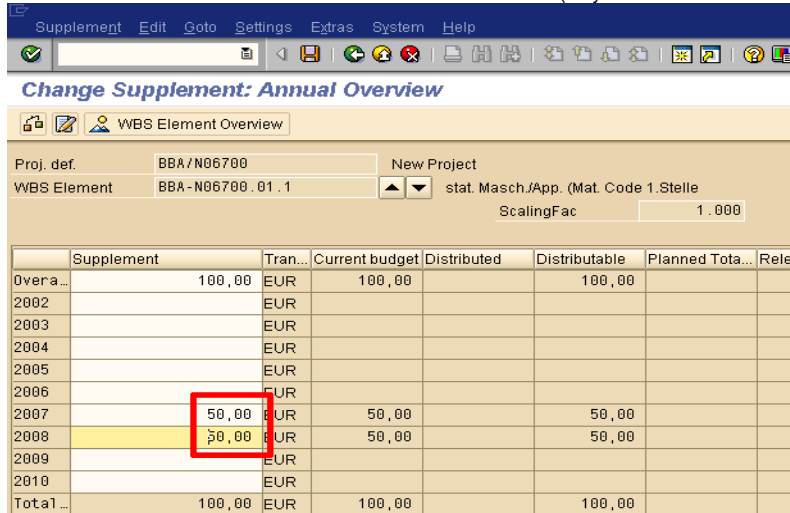 Supplement Edit Goto Settings Extras System Help
Change Supplement: Annual Overview
WBS Element Overview
Proj. def. BBA/N06700 New Project
WBS Element BBA-N06700.01.1 stat. Masch./App. (Mat. Code 1.Stelle
ScalingFac 1.000
Supplement Tran... Current budget Distributed Distributable Planned Tota... Rele
Overa... 100,00 EUR 100,00 100,00
2002 EUR
2003 EUR
2004 EUR
2005 EUR
2006 EUR
2007 50,00 EUR 50,00 50,00
2008 50,00 EUR 50,00 50,00
2009 EUR
2010 EUR
Total... 100,00 EUR 100,00 100,00